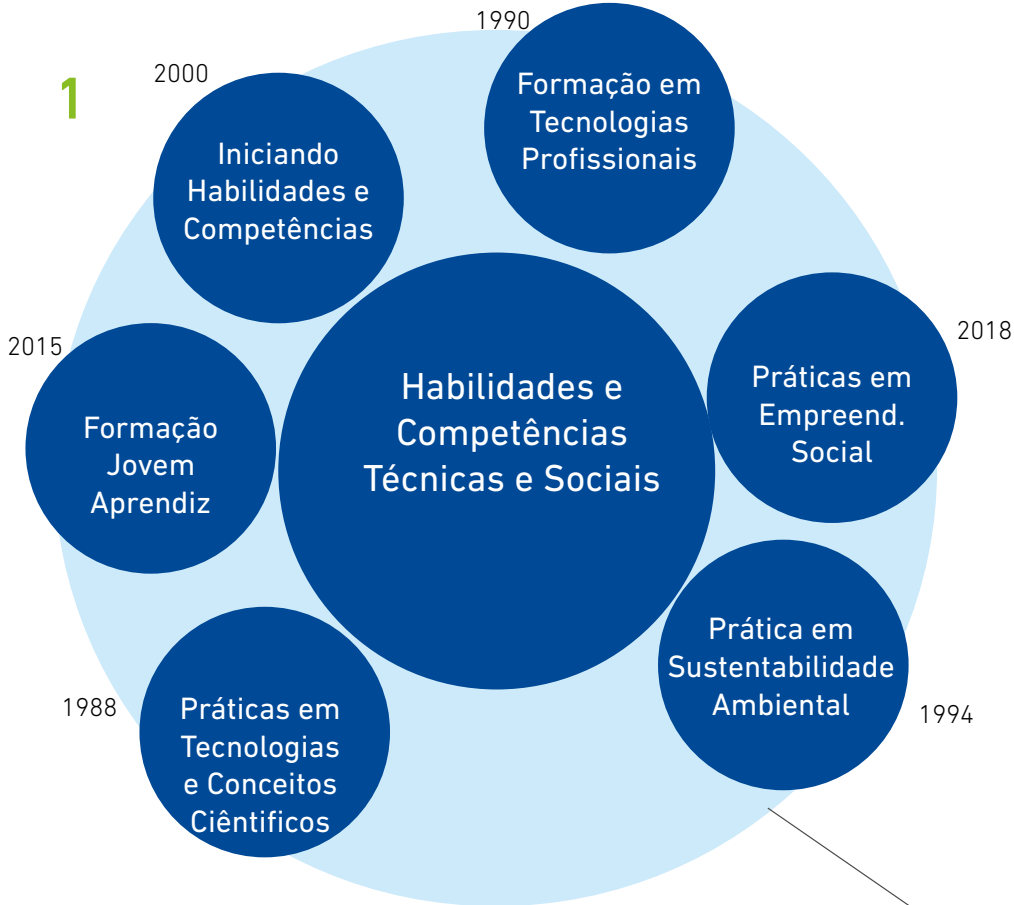 1
1990
Formação em
Tecnologias
Profissionais
2000
Iniciando
Habilidades e
Competências
2015
Formação
Jovem
Aprendiz
Habilidades e
Competências
Técnicas e Sociais
2018
Práticas em
Empreend.
Social
Prática em
Sustentabilidade
Ambiental
1994
1988
Práticas em
Tecnologias
e Conceitos
Ciêntificos